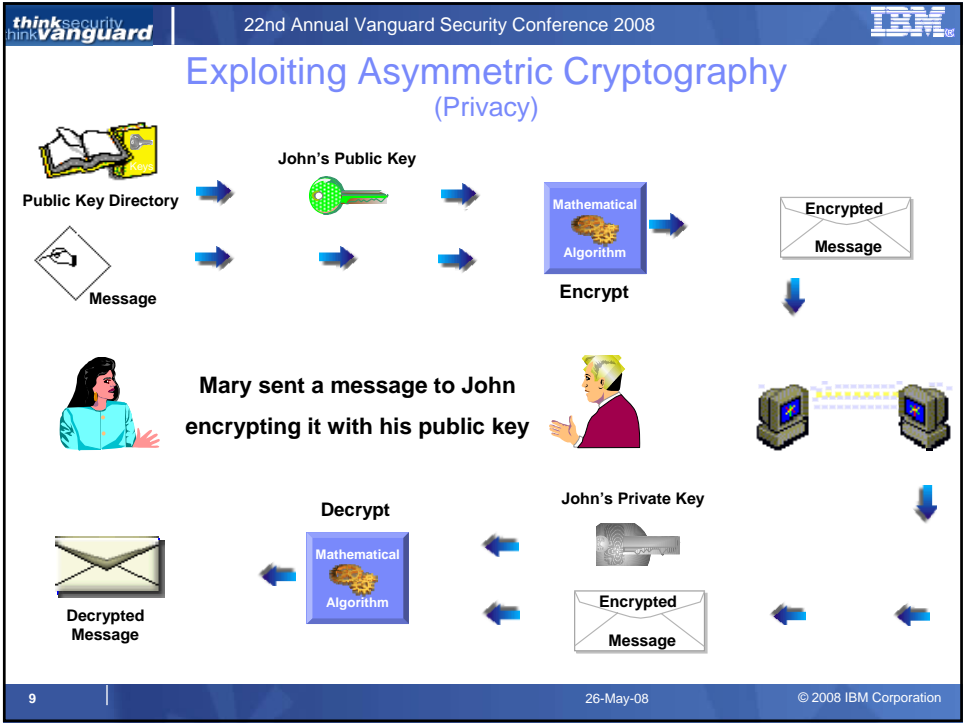 thinksecurity
thinkvanguard
22nd Annual Vanguard Security Conference 2008
IBM®
Exploiting Asymmetric Cryptography
(Privacy)
Keys
Public Key Directory
John's Public Key
Message
Mathematical
Algorithm
Encrypt
Encrypted
Message
Mary sent a message to John
encrypting it with his public key
John's Private Key
Encrypted
Message
Decrypt
Mathematical
Algorithm
Decrypted
Message
9
26-May-08
© 2008 IBM Corporation